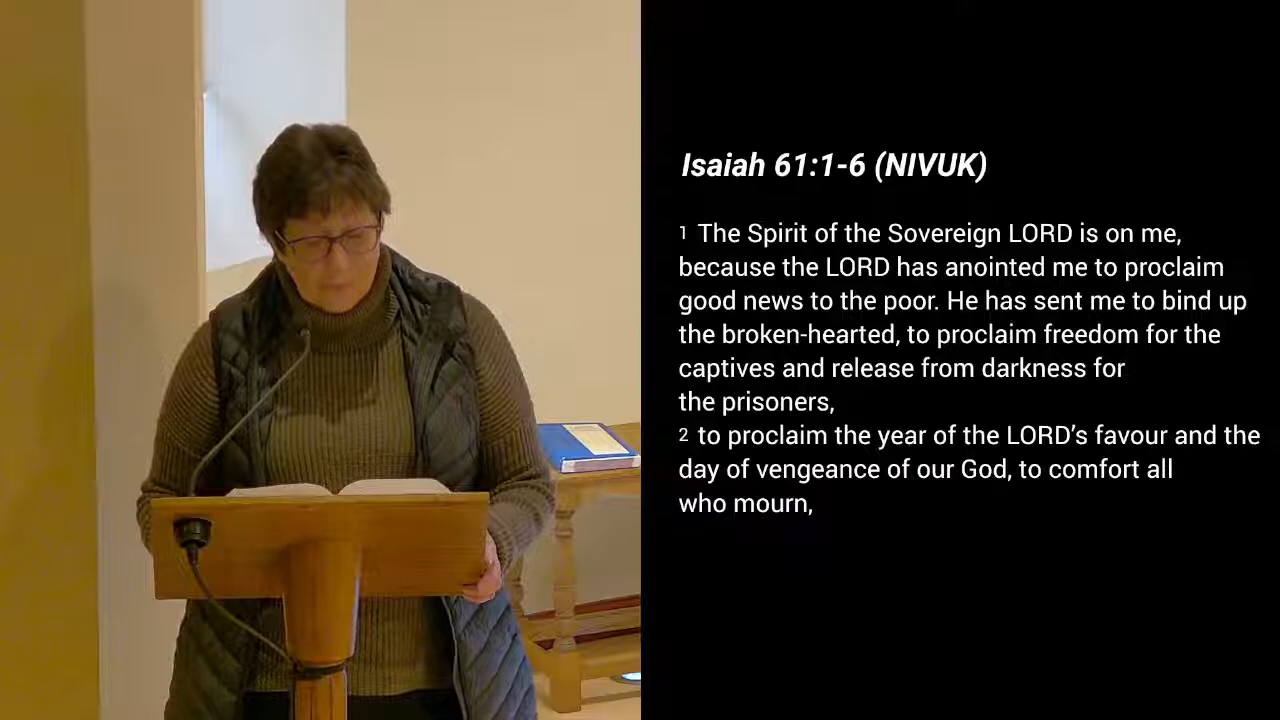 Isaiah 61:1-6 (NIVUK)
1 The Spirit of the Sovereign LORD is on me,
because the LORD has anointed me to proclaim
good news to the poor. He has sent me to bind up
the broken-hearted, to proclaim freedom for the
captives and release from darkness for
the prisoners,
2 to proclaim the year of the LORD’s favour and the
day of vengeance of our God, to comfort all
who mourn,